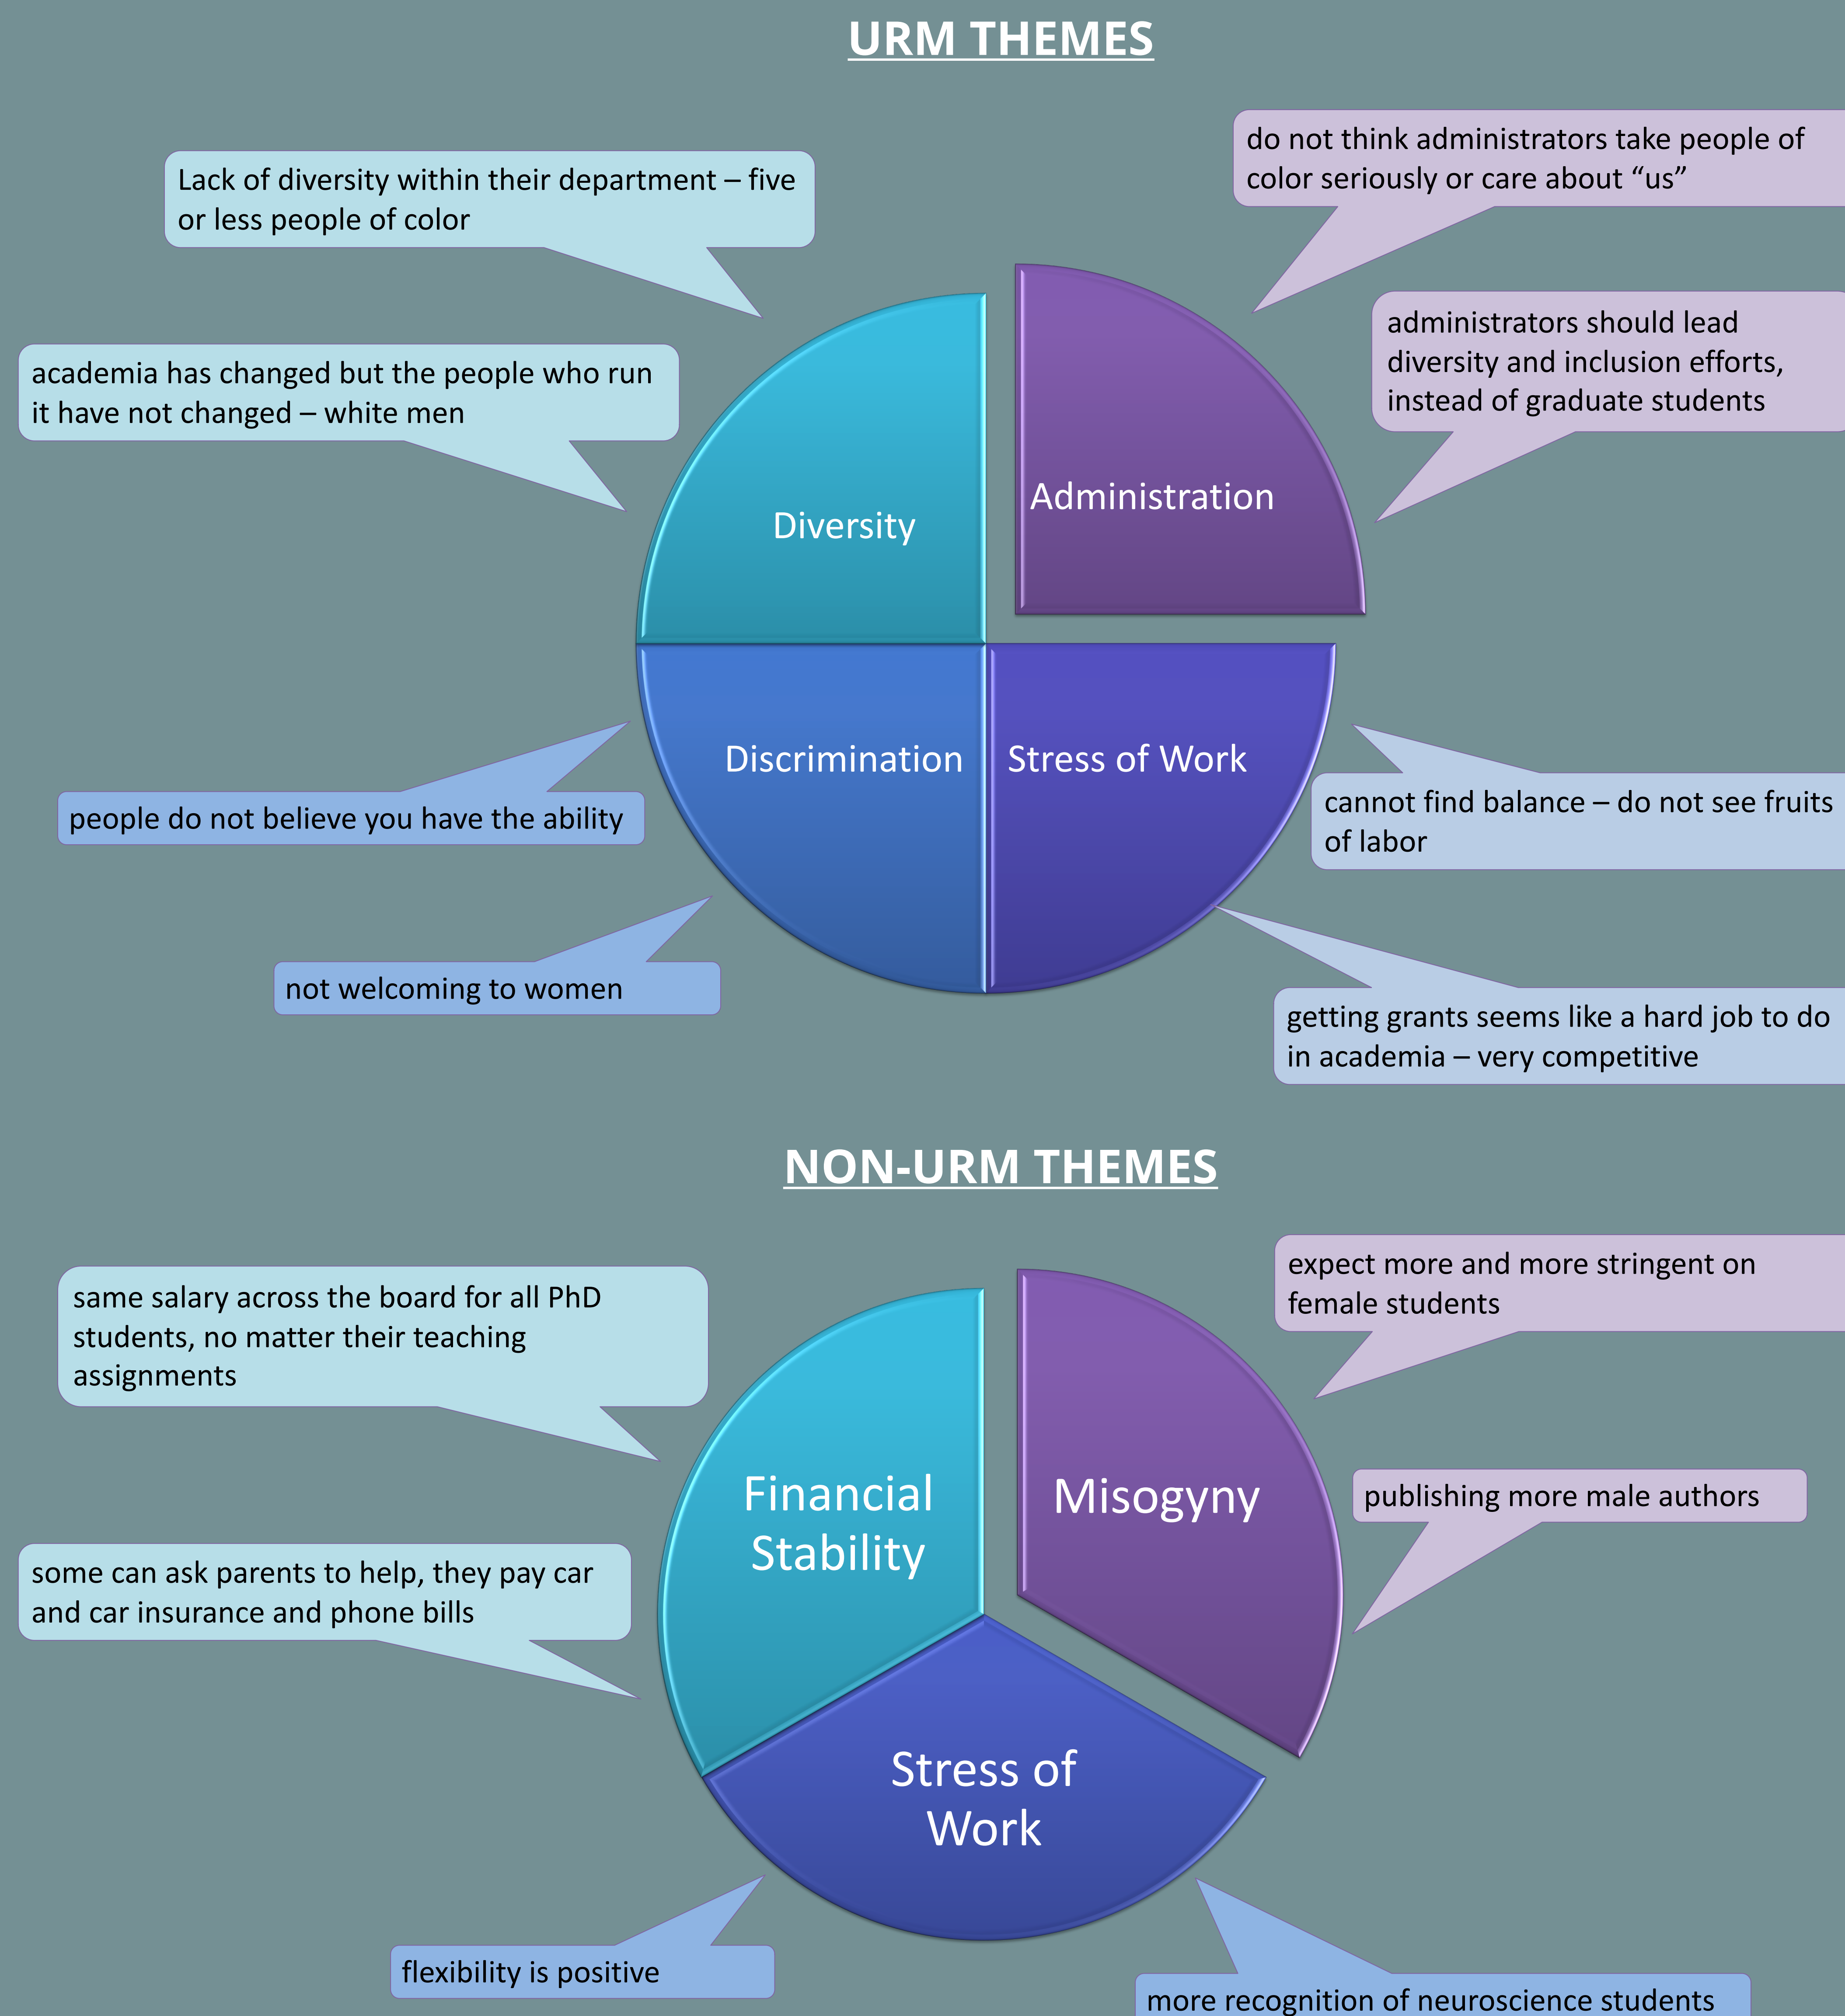 URM THEMES
do not think administrators take people of
color seriously or care about “us”
Lack of diversity within their department – five
or less people of color
administrators should lead
diversity and inclusion efforts,
instead of graduate students
academia has changed but the people who run
it have not changed – white men
Administration
Diversity
Discrimination
Stress of Work
people do not believe you have the ability
cannot find balance – do not see fruits
of labor
not welcoming to women
getting grants seems like a hard job to do
in academia – very competitive
NON-URM THEMES
expect more and more stringent on
female students
same salary across the board for all PhD
students, no matter their teaching
assignments
Financial
Stability
Misogyny
publishing more male authors
some can ask parents to help, they pay car
and car insurance and phone bills
Stress of
Work
flexibility is positive
more recognition of neuroscience students